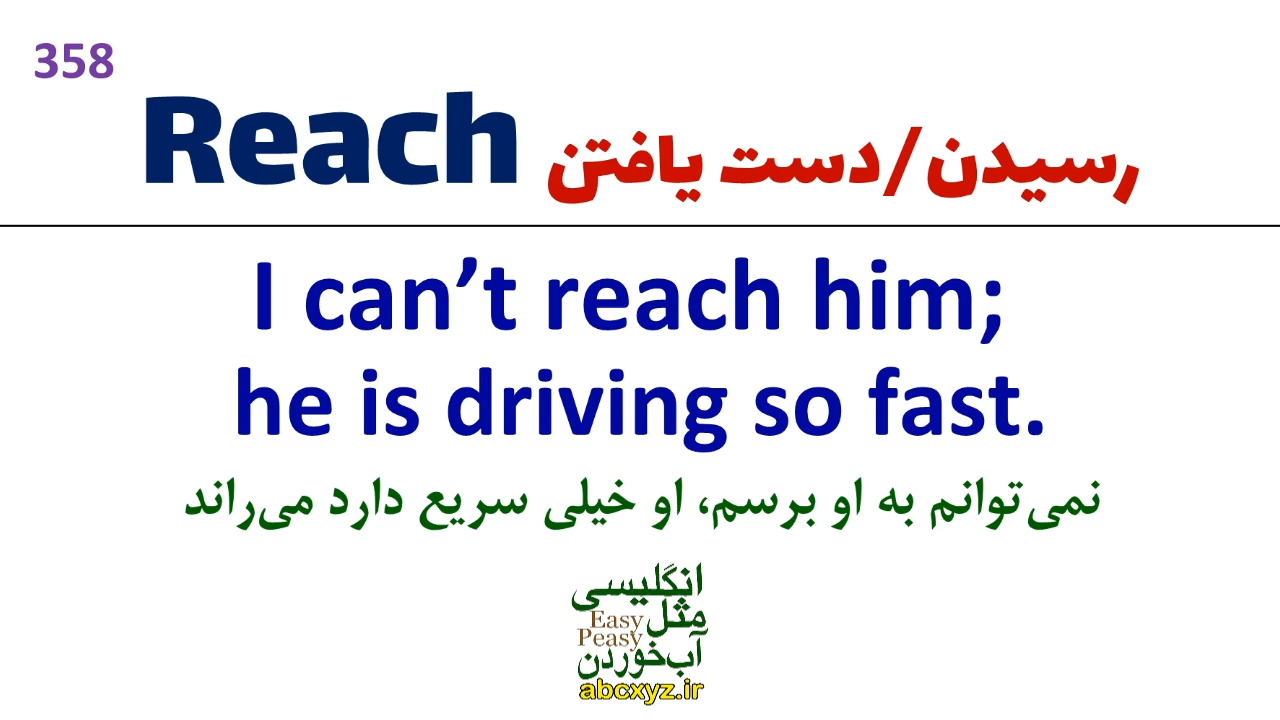 358
Reach رسیدن/دست یافتن
I can’t reach him;
he is driving so fast.
نمی‌توانم به او برسم، او خیلی سریع دارد می‌راند
انگلیسی
مثل
Easy
Peasy
آب‌خوردن
abcxyz.ir